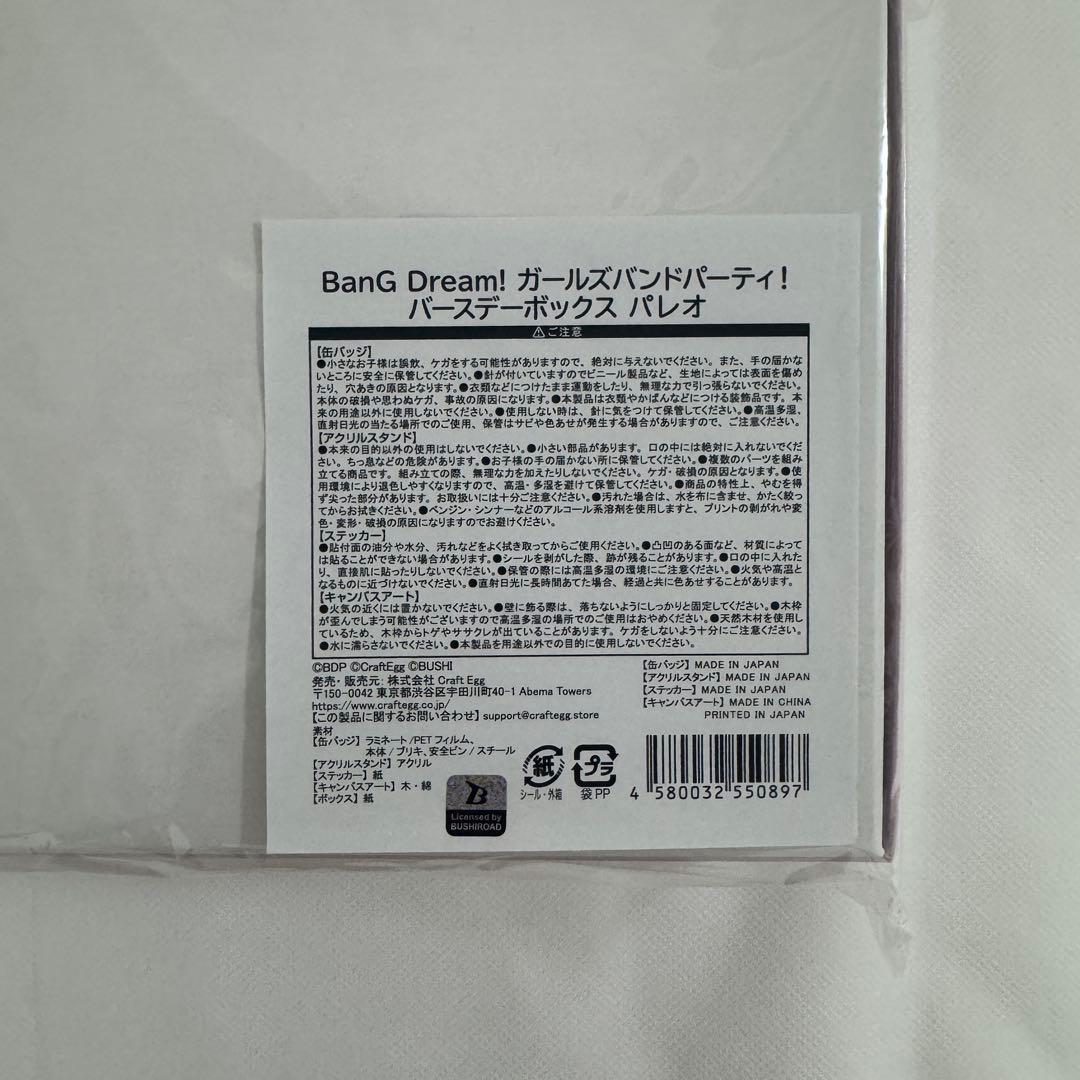 BanG Dream! ガールズバンドパーティ!
バースデーボックス パレオ
⚠ご注意
【缶バッジ】
●小さなお子様は誤飲、ケガをする可能性がありますので、絶対に与えないでください。また、手の届かな
いところに安全に保管してください。●針が付いていますのでビニール製品など、生地によっては表面を傷め
たり、穴あきの原因となります。●衣類などにつけたまま運動をしたり、無理な力で引っ張らないでください。
本体の破損や思わぬケガ、事故の原因になります。●本製品は衣類やかばんなどにつける装飾品です。本
来の用途以外に使用しないでください。●使用しない時は、針に気をつけて保管してください。●高温多湿、
直射日光の当たる場所でのご使用、保管はサビや色あせが発生する場合がありますので、ご注意ください。
【アクリルスタンド】
●本来の目的以外の使用はしないでください。●小さい部品があります。口の中には絶対に入れないでくだ
さい。ちっ息などの危険があります。●お子様の手の届かない所に保管してください。●複数のパーツを組み
立てる商品です。組み立ての際、無理な力を加えたりしないでください。ケガ・破損の原因となります。●使
用環境により退色しやすくなりますので、高温・多湿を避けて保管してください。●商品の特性上、やむを得
ず尖った部分があります。お取扱いには十分ご注意ください。●汚れた場合は、水を布に含ませ、かたく絞っ
てからお拭きください。●ベンジン・シンナーなどのアルコール系溶剤を使用しますと、プリントの剥がれや変
色・変形・破損の原因になりますのでお避けください。
【ステッカー】
●貼付面の油分や水分、汚れなどをよく拭き取ってからご使用ください。●凸凹のある面など、材質によって
は貼ることができない場合があります。●シールを剥がした際、跡が残ることがあります。●口の中に入れた
り、直接肌に貼ったりしないでください。●保管の際には高温多湿の環境にご注意ください。●火気や高温と
なるものに近づけないでください。●直射日光に長時間あてた場合、経過と共に色あせすることがあります。
【キャンバスアート】
●火気の近くには置かないでください。●壁に飾る際は、落ちないようにしっかりと固定してください。●木枠
が歪んでしまう可能性がございますので高温多湿の場所でのご使用はおやめください。●天然木材を使用し
ているため、木枠からトゲやササクレが出ていることがあります。ケガをしないよう十分にご注意ください。
●水に濡らさないでください。●本製品を用途以外での目的に使用しないでください。
©BDP ©CraftEgg ©BUSHI
発売・販売元: 株式会社 Craft Egg
〒150-0042 東京都渋谷区宇田川町40-1 Abema Towers
https://www.craftegg.co.jp/
【この製品に関するお問い合わせ】support@craftegg.store
【缶バッジ】MADE IN JAPAN
【アクリルスタンド】MADE IN JAPAN
【ステッカー】MADE IN JAPAN
【キャンバスアート】MADE IN CHINA
PRINTED IN JAPAN
素材
【缶バッジ】ラミネート/PETフィルム、
本体/ブリキ、安全ピン/スチール
【アクリルスタンド】アクリル
【ステッカー】紙
【キャンバスアート】木・綿
【ボックス】紙
B
Licensed by
BUSHIROAD
紙
シール・外箱
プラ
袋PP
4 580032 550897